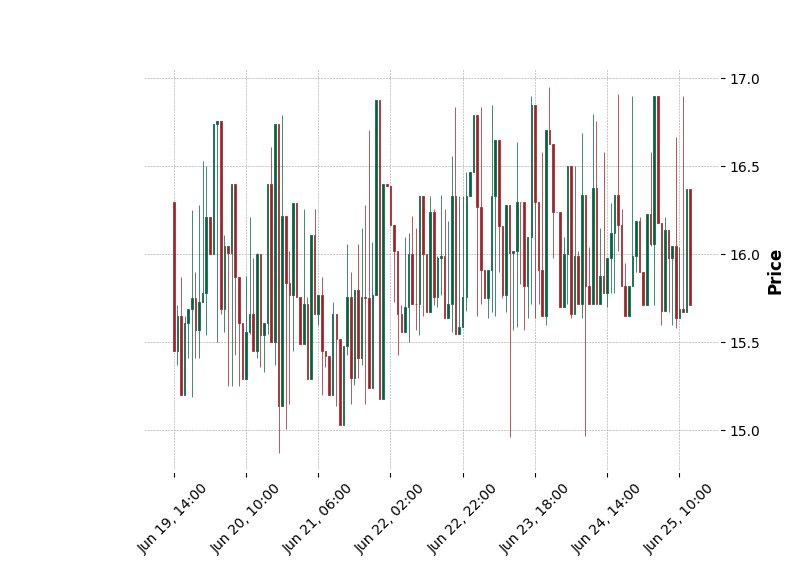 17.0
16.5
16.0
15.5
15.0
Price
Jun 19, 14:00
Jun 20, 10:00
Jun 21, 06:00
Jun 22, 02:00
Jun 22, 22:00
Jun 23, 18:00
Jun 24, 14:00
Jun 25, 10:00